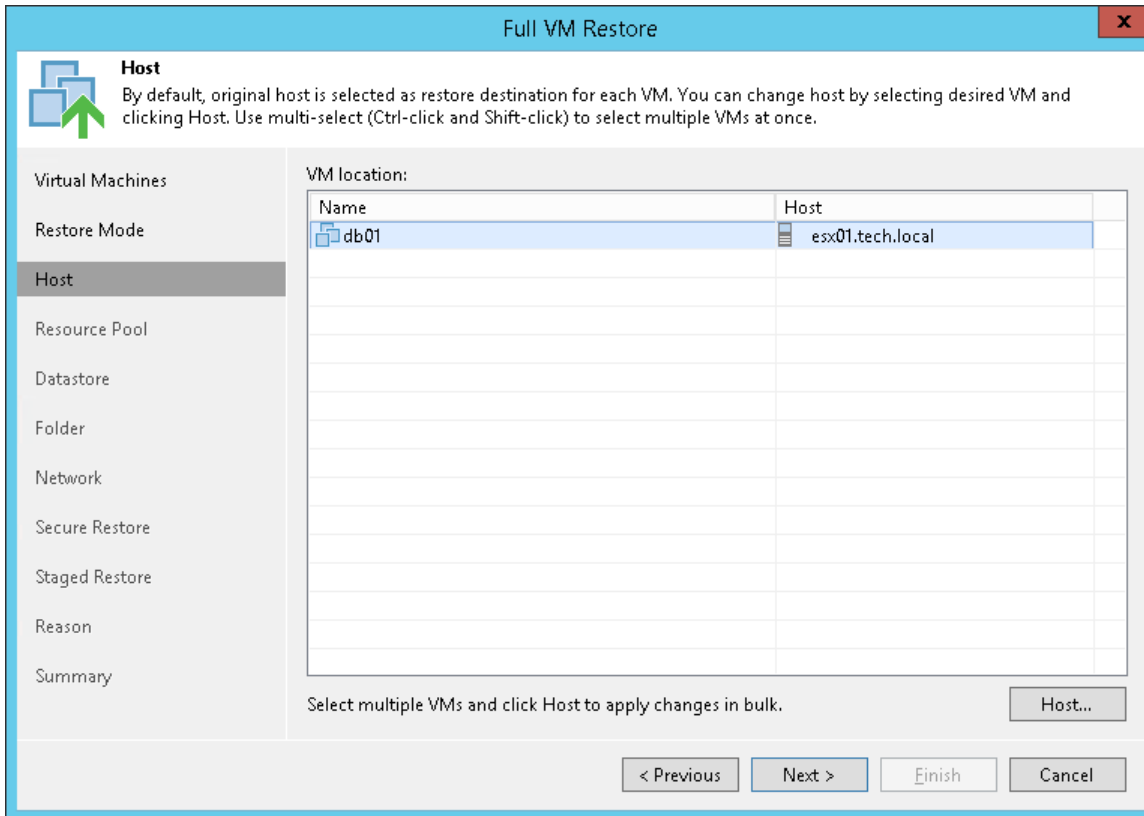 Full VM Restore
x
Host
By default, original host is selected as restore destination for each VM. You can change host by selecting desired VM and
clicking Host. Use multi-select (Ctrl-click and Shift-click) to select multiple VMs at once.
Virtual Machines
Restore Mode
Host
Resource Pool
Datastore
Folder
Network
Secure Restore
Staged Restore
Reason
Summary
VM location:
Name Host
db01 esx01.tech.local
Select multiple VMs and click Host to apply changes in bulk.
Host...
< Previous Next > Finish Cancel